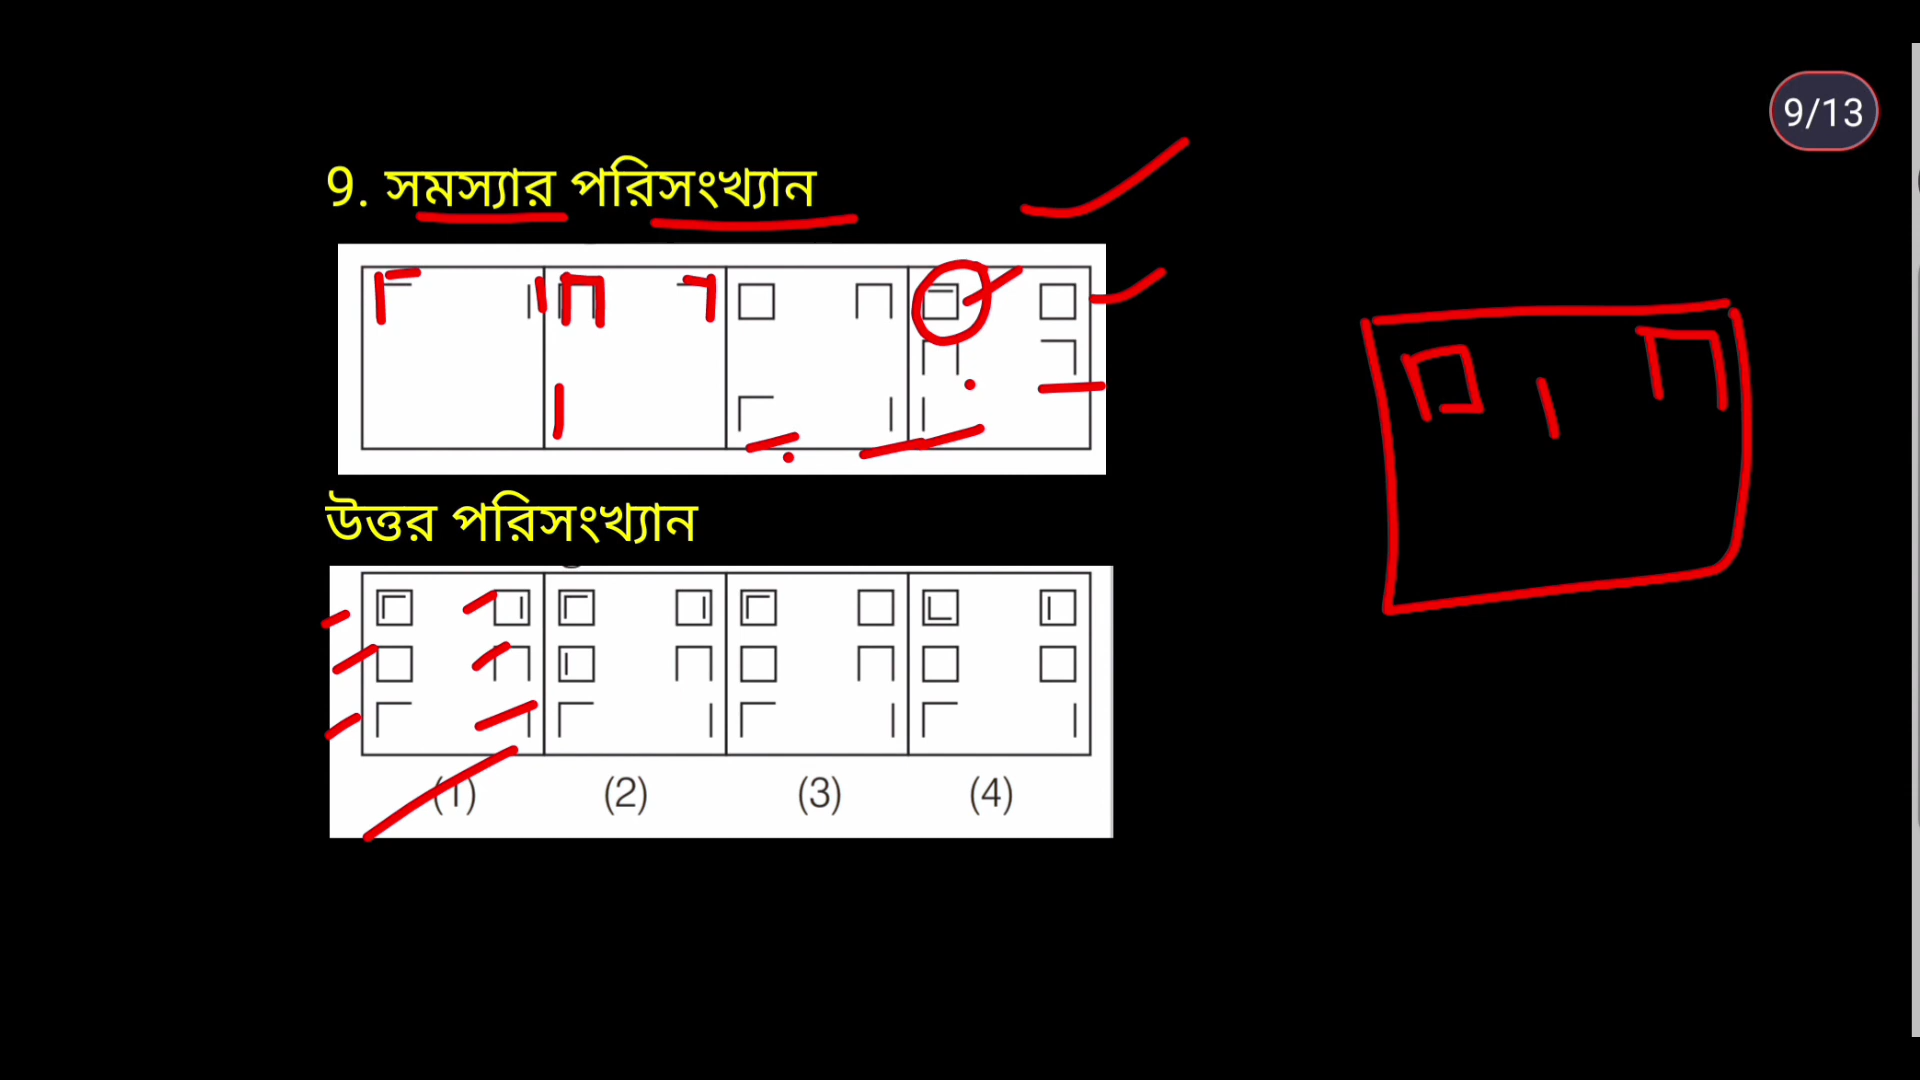 9/13
9. সমস্যার পরিসংখ্যান
উত্তর পরিসংখ্যান
(1) (2) (3) (4)